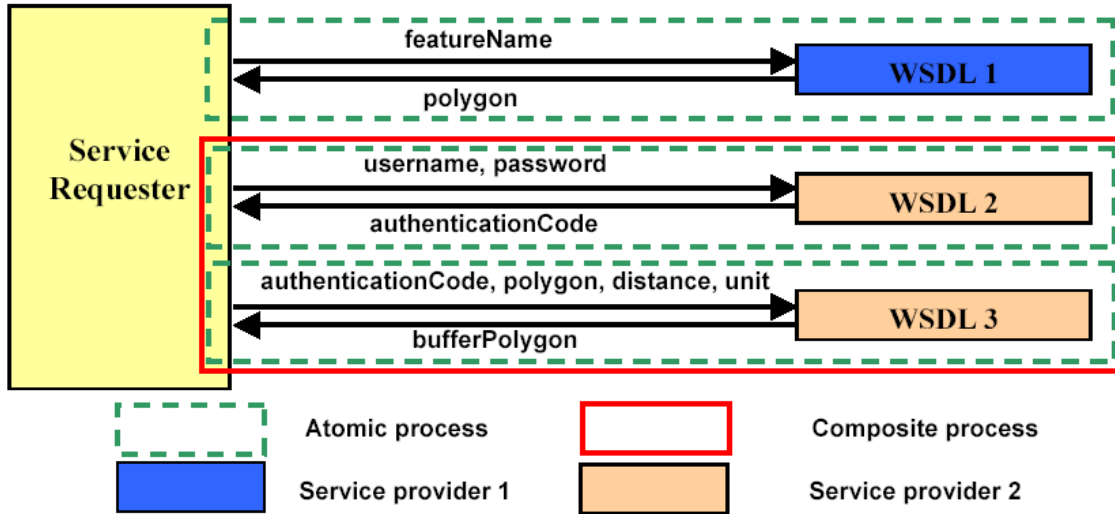 featureName
WSDL 1
polygon
Service
Requester
username, password
WSDL 2
authenticationCode
authenticationCode, polygon, distance, unit
WSDL 3
bufferPolygon
Atomic process
Composite process
Service provider 1
Service provider 2